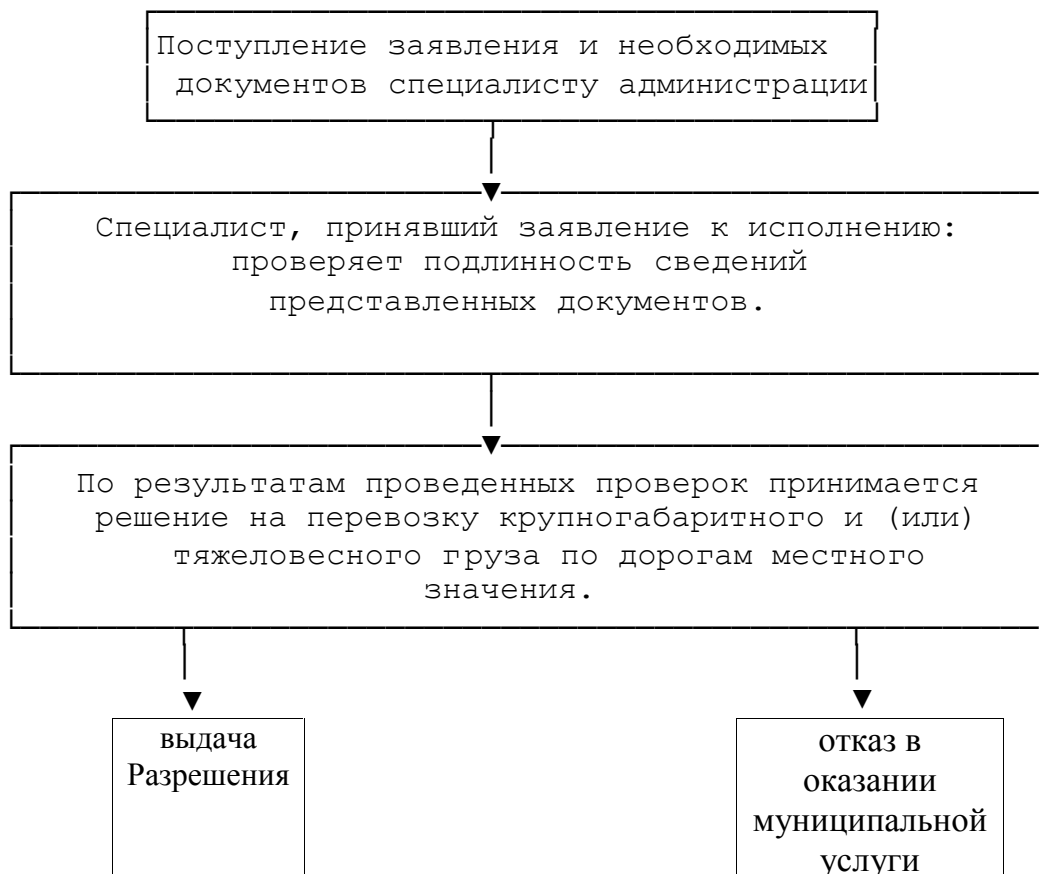 Поступление заявления и необходимых
документов специалисту администрации
Специалист, принявший заявление к исполнению:
проверяет подлинность сведений
представленных документов.
По результатам проведенных проверок принимается
решение на перевозку крупногабаритного и (или)
тяжеловесного груза по дорогам местного
значения.
выдача
Разрешения
отказ в
оказании
муниципальной
услуги